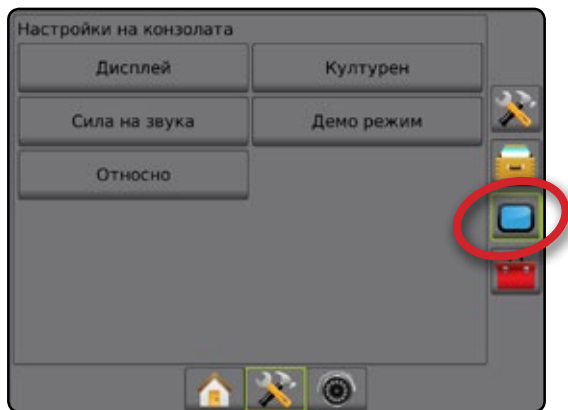 Настройки на конзолата
Дисплей
Културен
Сила на звука
Демо режим
Относно